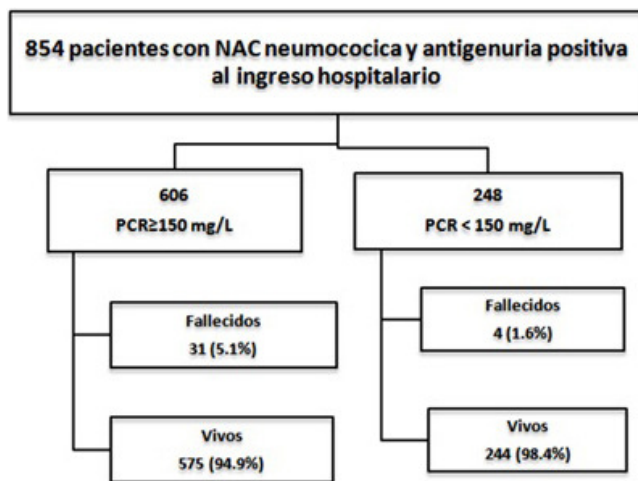 854 pacientes con NAC neumococica y antigenuria positiva
al ingreso hospitalario
606
PCR≥150 mg/L
248
PCR < 150 mg/L
Fallecidos
31 (5.1%)
Fallecidos
4 (1.6%)
Vivos
575 (94.9%)
Vivos
244 (98.4%)